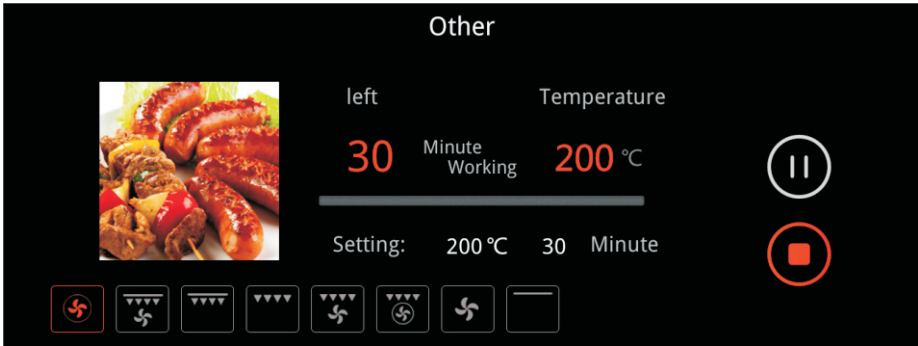 Other
left Temperature
30 Minute Working 200 ℃
Setting: 200 ℃ 30 Minute